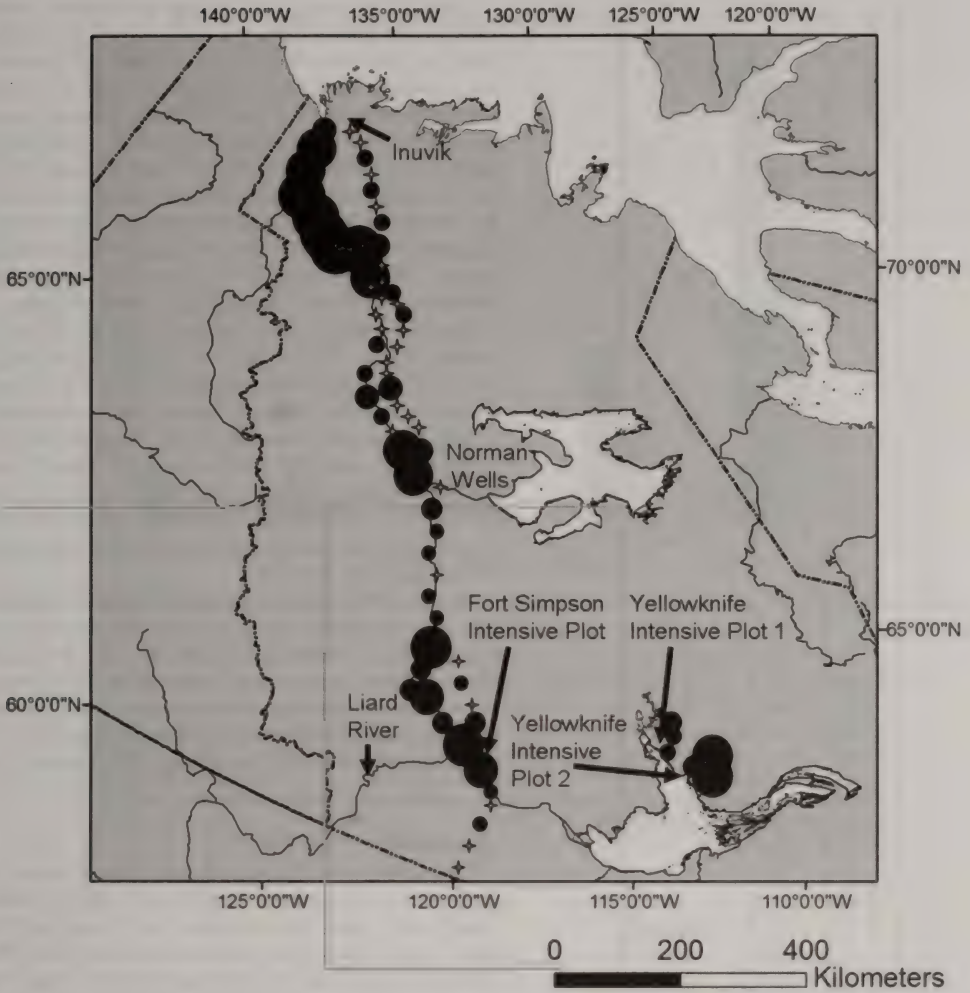 140°0'0"W 135°0'0"W 130°0'0"W 125°0'0"W 120°0'0"W
Inuvik
65°0'0"N
70°0'0"N
Norman
Wells
Fort Simpson
Intensive Plot
Yellowknife
Intensive Plot 1
65°0'0"N
60°0'0"N
Liard
River
Yellowknife
Intensive
Plot 2
125°0'0"W 120°0'0"W 115°0'0"W 110°0'0"W
0 200 400
Kilometers